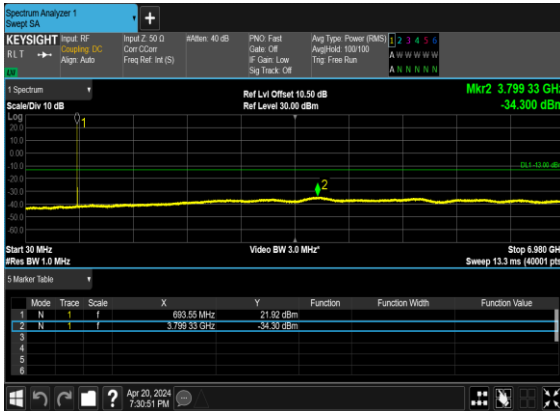 Spectrum Analyzer 1
Swept SA
+
KEYSIGHT
RLT
Input: RF
Coupling: DC
Align: Auto
Input Z: 50 Ω
Corr CCorr
Freq Ref: Int (S)
#Atten: 40 dB
PNO: Fast
Gate: Off
IF Gain: Low
Sig Track: Off
Avg Type: Power (RMS)
Avg|Hold: 100/100
Trig: Free Run
1 2 3 4 5 6
A W W W W W
A N N N N N
1 Spectrum
Scale/Div 10 dB
Ref Lvl Offset 10.50 dB
Ref Level 30.00 dBm
Mkr2 3.799 33 GHz
-34.300 dBm
Log
20.0
10.0
0.00
-10.0
-20.0
-30.0
-40.0
-50.0
-60.0
1
2
DL1 -13.00 dBm
Start 30 MHz
#Res BW 1.0 MHz
Video BW 3.0 MHz*
Stop 6.980 GHz
Sweep 13.3 ms (40001 pts)
5 Marker Table
Mode Trace Scale X Y Function Function Width Function Value
1 N 1 f 693.55 MHz 21.92 dBm
2 N 1 f 3.799 33 GHz -34.30 dBm
3
4
5
6
?
Apr 20, 2024
7:30:51 PM